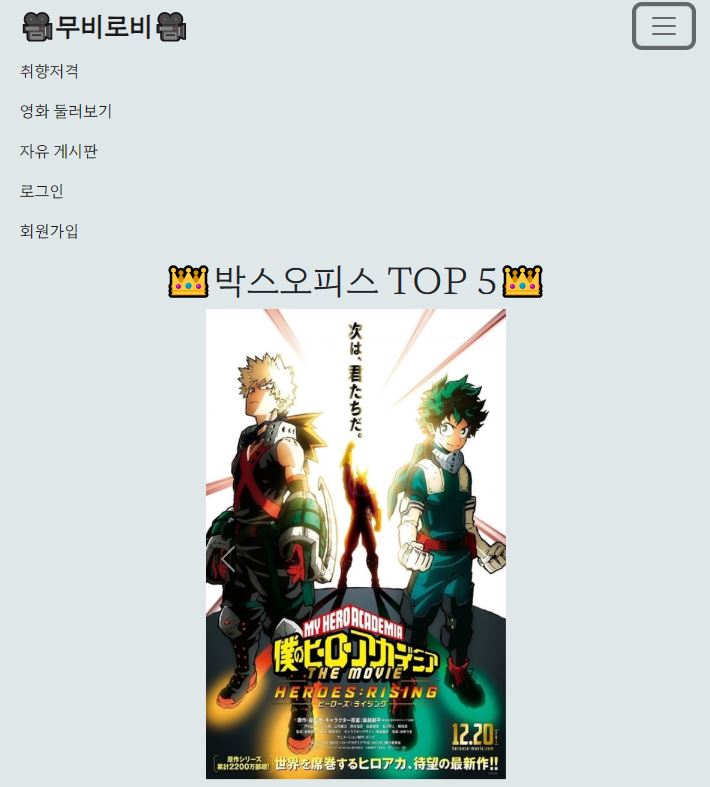 무비로비
취향저격
영화 둘러보기
자유 게시판
로그인
회원가입
박스오피스 TOP 5
次は、君たちだ。
MY HERO ACADEMIA
僕のヒーローアカデミア
THE MOVIE
HEROES:RISING
ヒーローズ:ライジング
12.20
heroaca-movie.com
原作シリーズ
累計2200万部超!
世界を席巻するヒロアカ、待望の最新作!!